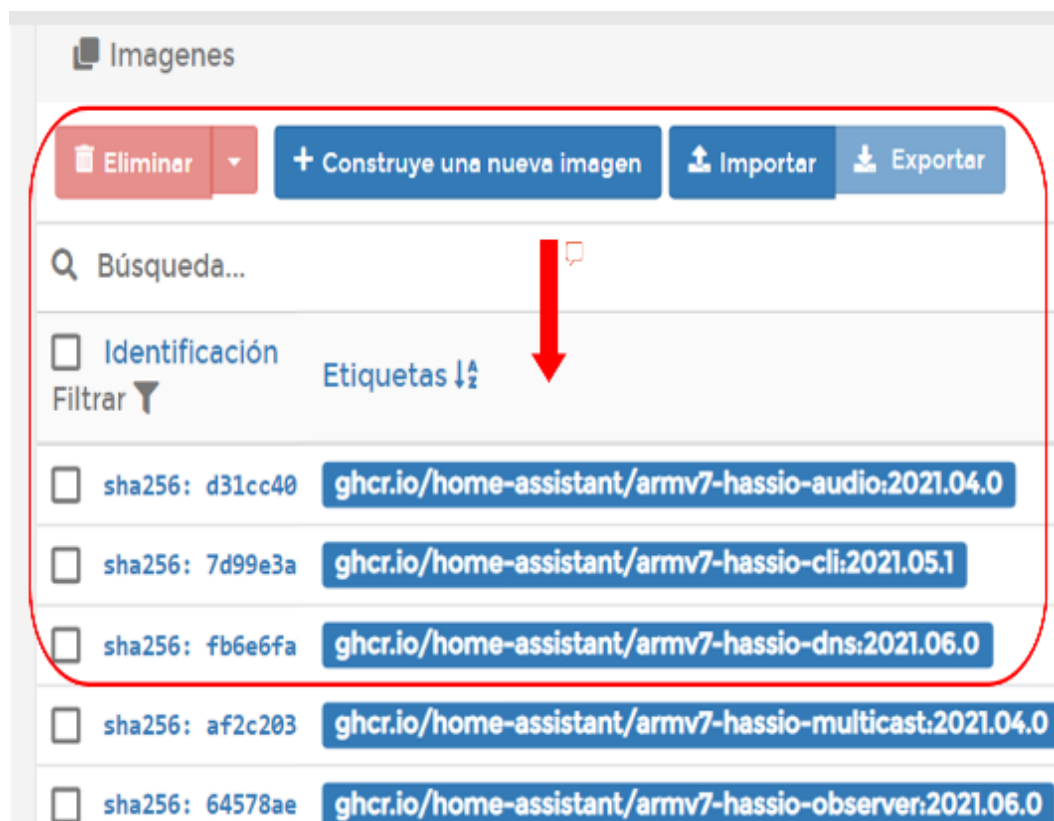 Imagenes
Eliminar + Construye una nueva imagen Importar Exportar
Búsqueda...
Identificación
Filtrar
Etiquetas
sha256: d31cc40 ghcr.io/home-assistant/armv7-hassio-audio:2021.04.0
sha256: 7d99e3a ghcr.io/home-assistant/armv7-hassio-cli:2021.05.1
sha256: fb6e6fa ghcr.io/home-assistant/armv7-hassio-dns:2021.06.0
sha256: af2c203 ghcr.io/home-assistant/armv7-hassio-multicast:2021.04.0
sha256: 64578ae ghcr.io/home-assistant/armv7-hassio-observer:2021.06.0